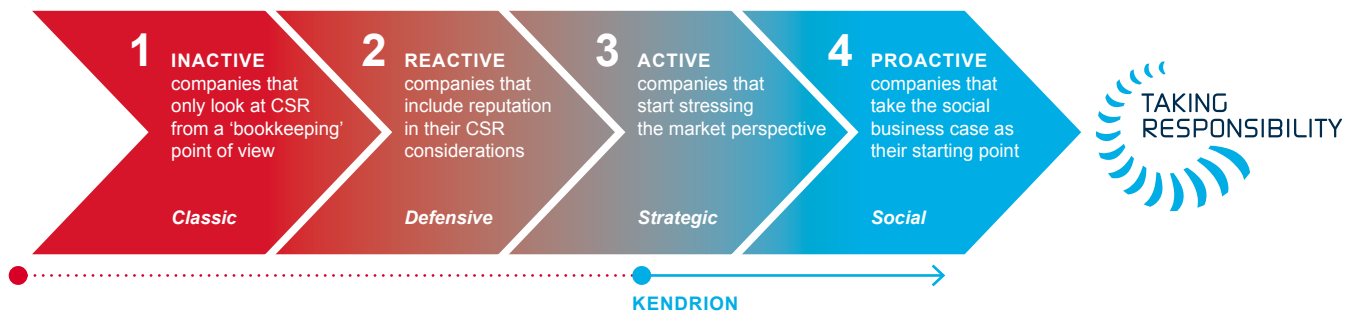 1 INACTIVE
companies that
only look at CSR
from a ‘bookkeeping’
point of view
Classic
2 REACTIVE
companies that
include reputation
in their CSR
considerations
Defensive
3 ACTIVE
companies that
start stressing
the market perspective
Strategic
4 PROACTIVE
companies that
take the social
business case as
their starting point
Social
TAKING
RESPONSIBILITY
KENDRION